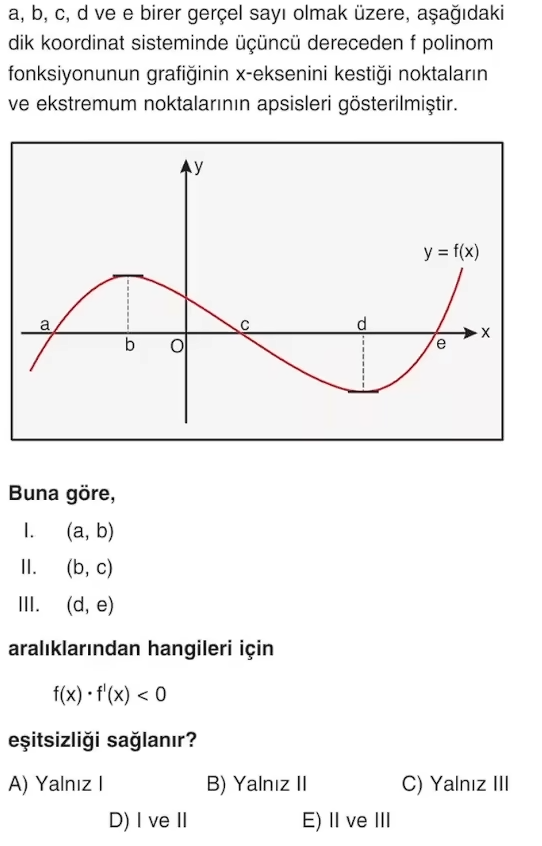 a, b, c, d ve e birer gerçel sayı olmak üzere, aşağıdaki
dik koordinat sisteminde üçüncü dereceden f polinom
fonksiyonunun grafiğinin x-eksenini kestiği noktaların
ve ekstremum noktalarının apsisleri gösterilmiştir.
y
y = f(x)
a
c
d
x
b
O
e
Buna göre,
I. (a, b)
II. (b, c)
III. (d, e)
aralıklarından hangileri için
f(x) · f'(x) < 0
eşitsizliği sağlanır?
A) Yalnız I B) Yalnız II C) Yalnız III
D) I ve II E) II ve III